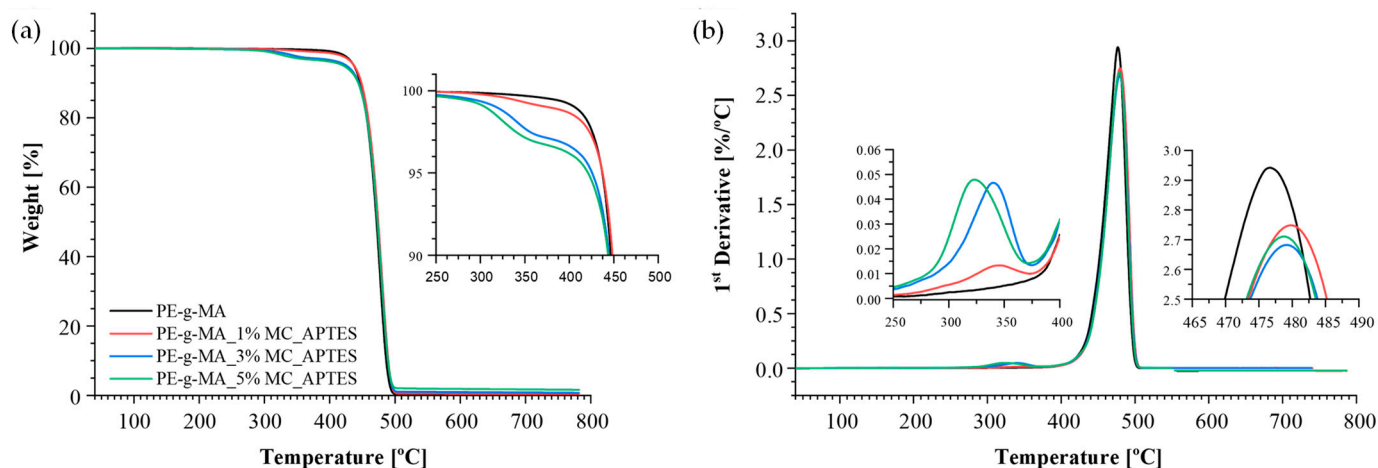 (a)
Weight [%]
100
80
60
40
20
0
100 200 300 400 500 600 700 800
Temperature [ºC]
PE-g-MA
PE-g-MA_1% MC_APTES
PE-g-MA_3% MC_APTES
PE-g-MA_5% MC_APTES
100
95
90
250 300 350 400 450 500
(b)
1st Derivative [%/ºC]
3.0
2.5
2.0
1.5
1.0
0.5
0.0
100 200 300 400 500 600 700 800
Temperature [ºC]
0.06
0.05
0.04
0.03
0.02
0.01
0.00
250 300 350 400
3.0
2.9
2.8
2.7
2.6
2.5
465 470 475 480 485 490